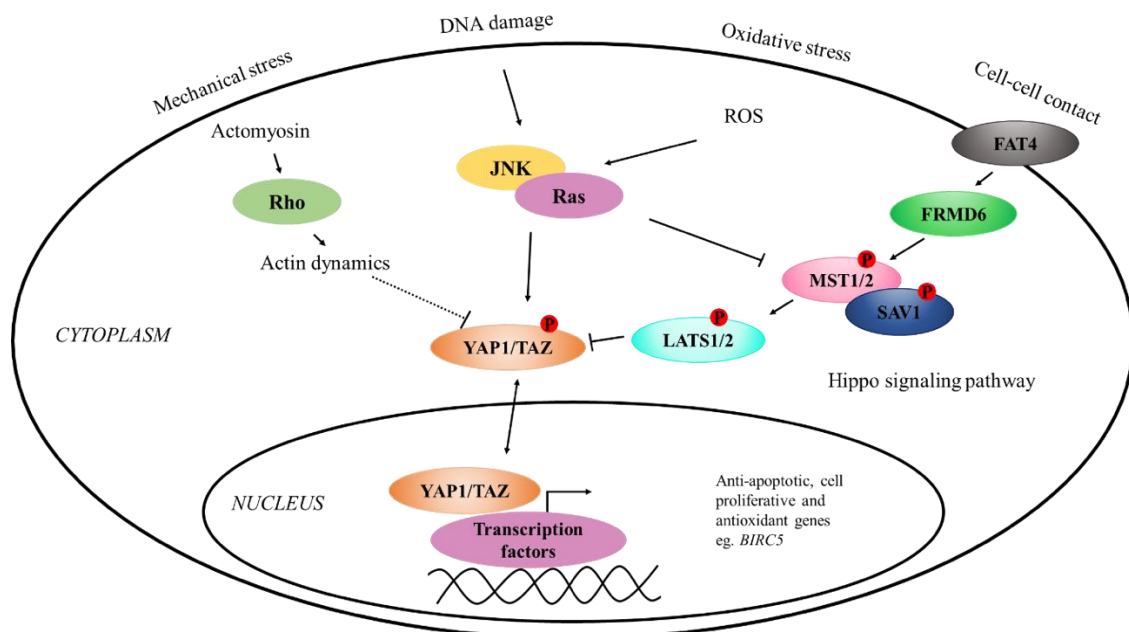 DNA damage
Oxidative stress
Mechanical stress
Cell-cell contact
Actomyosin
ROS
FAT4
JNK
Ras
Rho
FRMD6
Actin dynamics
P
MST1/2
P
SAV1
CYTOPLASM
P
YAP1/TAZ
P
LATS1/2
Hippo signaling pathway
NUCLEUS
YAP1/TAZ
Transcription
factors
Anti-apoptotic, cell
proliferative and
antioxidant genes
eg. BIRC5